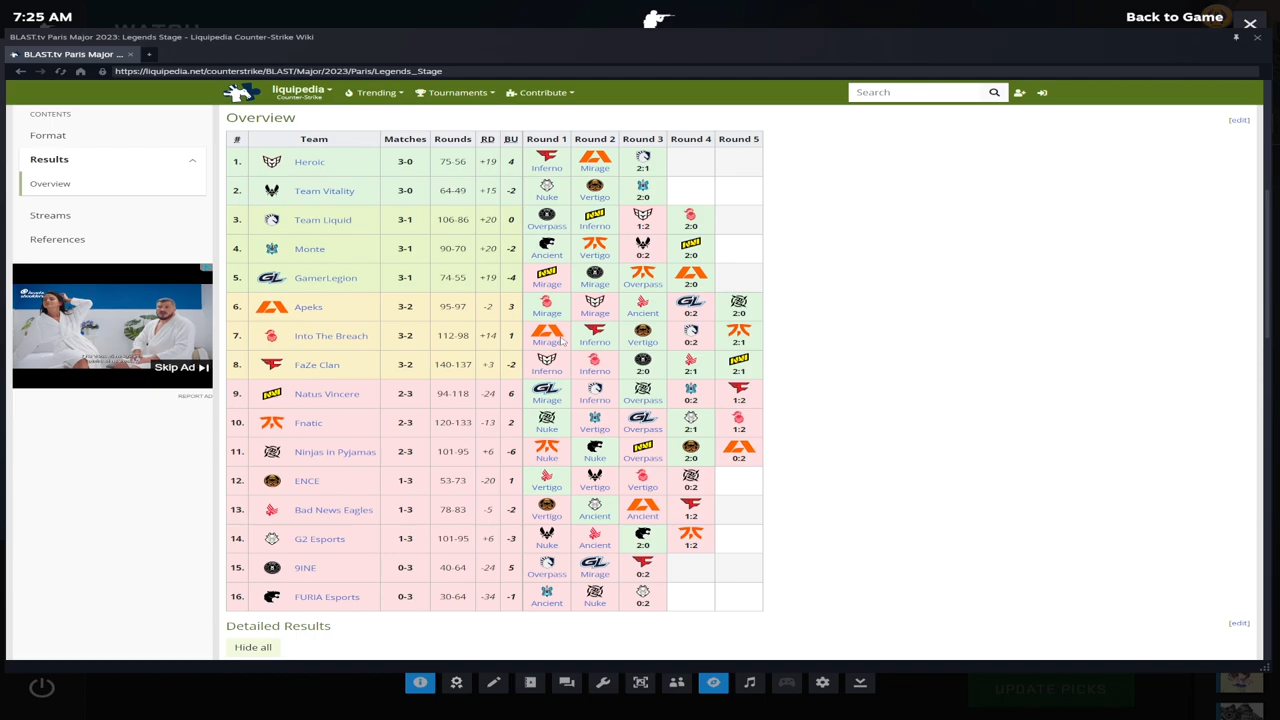 7:25 AM
Back to Game
BLAST.tv Paris Major 2023: Legends Stage - Liquipedia Counter-Strike Wiki
BLAST.tv Paris Major ...
https://liquipedia.net/counterstrike/BLAST/Major/2023/Paris/Legends_Stage
liquipedia Counter-Strike Trending Tournaments Contribute Search
CONTENTS
Format
Results
Overview
Streams
References
Skip Ad
REPORT AD
Overview [edit]
# Team Matches Rounds RD BU Round 1 Round 2 Round 3 Round 4 Round 5
1. Heroic 3-0 75-56 +19 4 Inferno Mirage 2:1
2. Team Vitality 3-0 64-49 +15 -2 Nuke Vertigo 2:0
3. Team Liquid 3-1 106-86 +20 0 Overpass Inferno 1:2 2:0
4. Monte 3-1 90-70 +20 -2 Ancient Vertigo 0:2 2:0
5. GamerLegion 3-1 74-55 +19 -4 Mirage Mirage Overpass 2:0
6. Apeks 3-2 95-97 -2 3 Mirage Mirage Ancient 0:2 2:0
7. Into The Breach 3-2 112-98 +14 1 Mirage Inferno Vertigo 0:2 2:1
8. FaZe Clan 3-2 140-137 +3 -2 Inferno Inferno 2:0 2:1 2:1
9. Natus Vincere 2-3 94-118 -24 6 Mirage Inferno Overpass 0:2 1:2
10. Fnatic 2-3 120-133 -13 2 Nuke Vertigo Overpass 2:1 1:2
11. Ninjas in Pyjamas 2-3 101-95 +6 -6 Nuke Nuke Overpass 2:0 0:2
12. ENCE 1-3 53-73 -20 1 Vertigo Vertigo Vertigo 0:2
13. Bad News Eagles 1-3 78-83 -5 -2 Vertigo Ancient Ancient 1:2
14. G2 Esports 1-3 101-95 +6 -3 Nuke Ancient 2:0 1:2
15. 9INE 0-3 40-64 -24 5 Overpass Mirage 0:2
16. FURIA Esports 0-3 30-64 -34 -1 Ancient Nuke 0:2
Detailed Results [edit]
Hide all
UPDATE PICKS